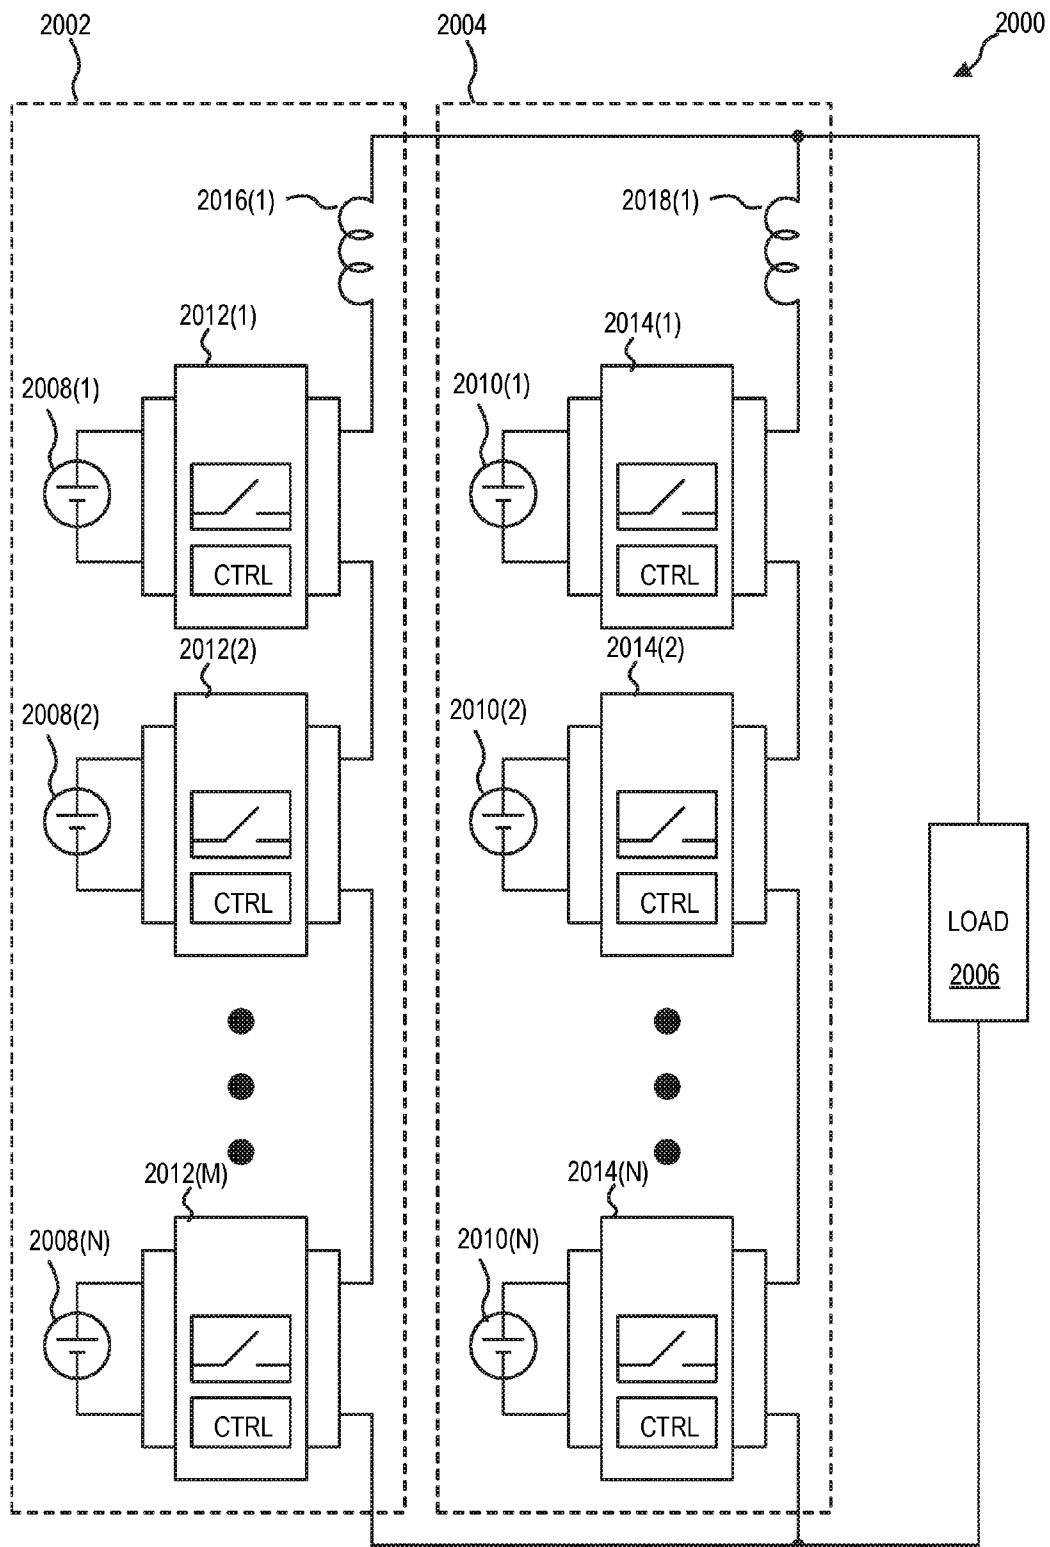 2002
2004
2000
2016(1)
2018(1)
2012(1)
2014(1)
2008(1)
2010(1)
CTRL
CTRL
2012(2)
2014(2)
2008(2)
2010(2)
CTRL
CTRL
LOAD
2006
2012(M)
2014(N)
2008(N)
2010(N)
CTRL
CTRL